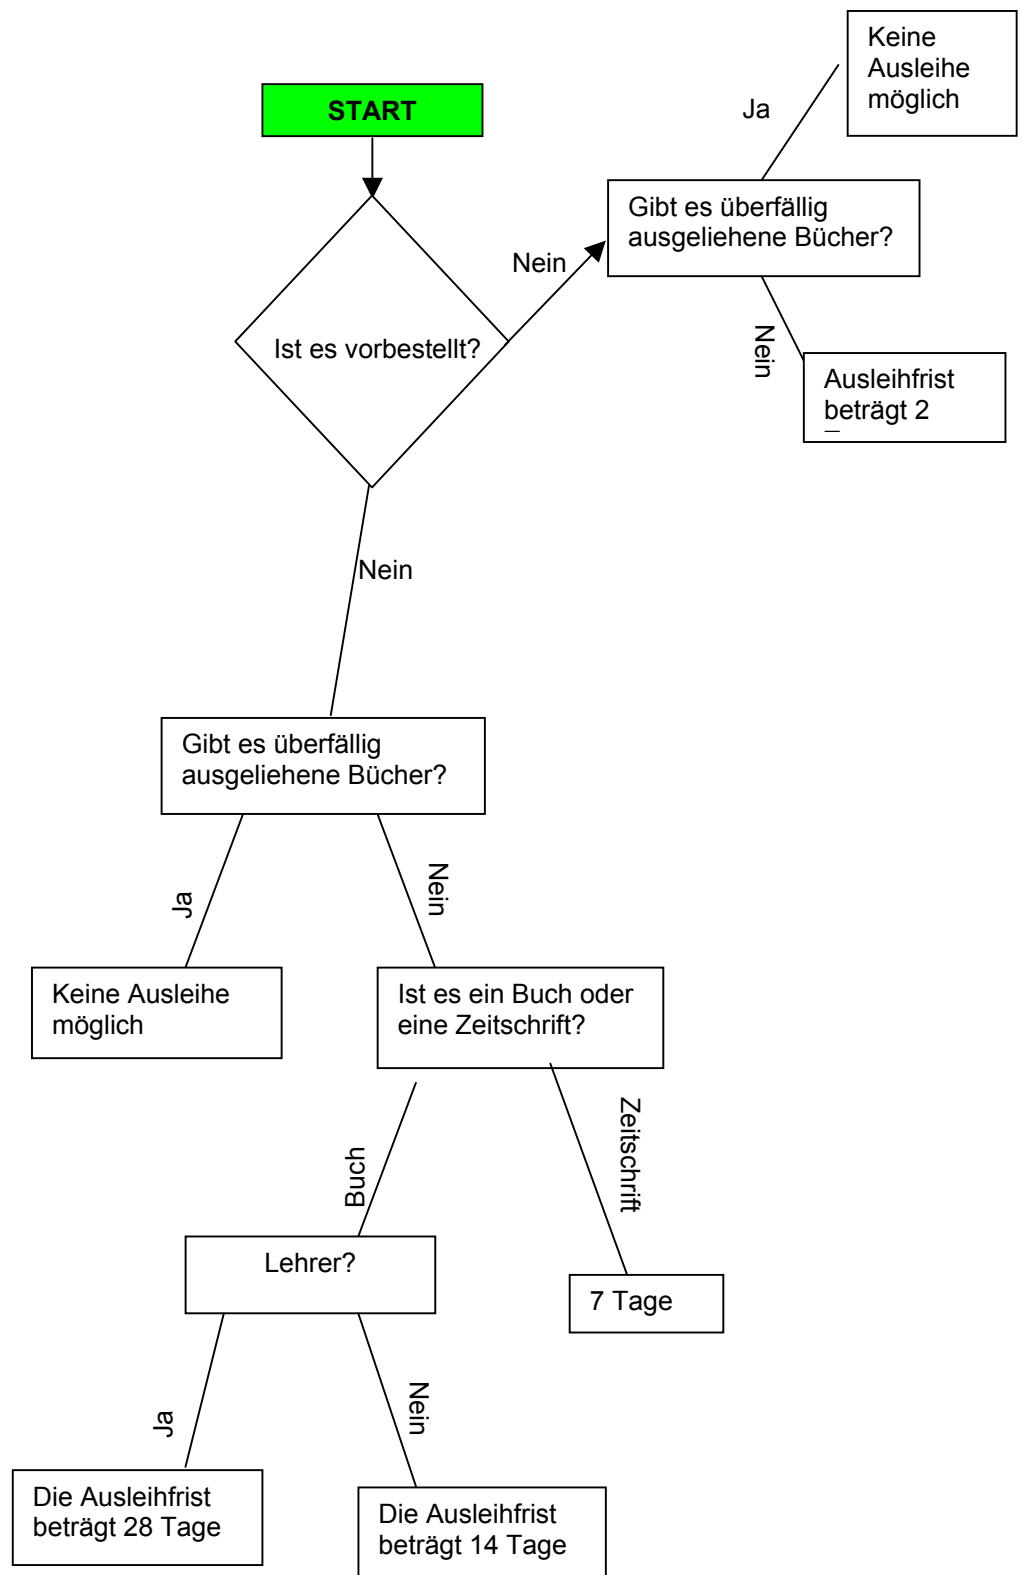 Keine
Ausleihe
möglich
START
Ja
Gibt es überfällig
ausgeliehene Bücher?
Nein
Ist es vorbestellt?
Nein
Ausleihfrist
beträgt 2
Nein
Gibt es überfällig
ausgeliehene Bücher?
Ja
Nein
Keine Ausleihe
möglich
Ist es ein Buch oder
eine Zeitschrift?
Buch
Zeitschrift
Lehrer?
7 Tage
Ja
Nein
Die Ausleihfrist
beträgt 28 Tage
Die Ausleihfrist
beträgt 14 Tage